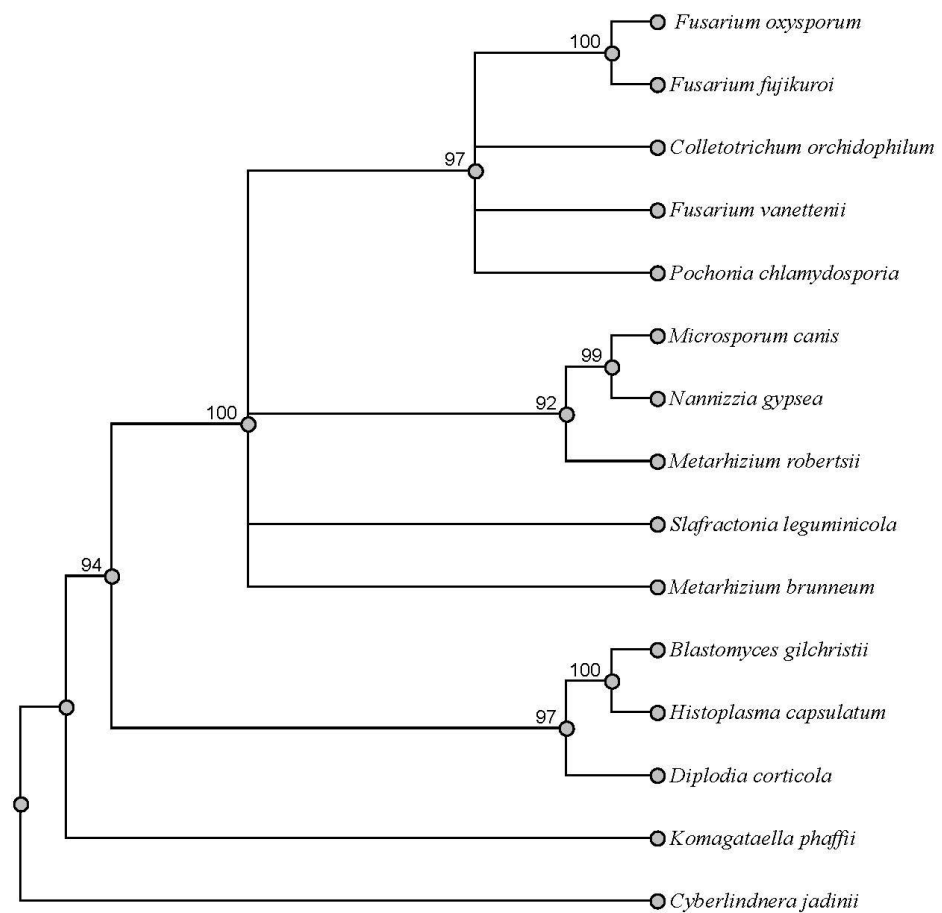 Fusarium oxysporum
100
Fusarium fujikuroi
Colletotrichum orchidophilum
97
Fusarium vanettenii
Pochonia chlamydosporia
Microsporum canis
99
Nannizzia gypsea
100
92
Metarhizium robertsii
Slafractonia leguminicola
94
Metarhizium brunneum
Blastomyces gilchristii
100
Histoplasma capsulatum
97
Diplodia corticola
Komagataella phaffii
Cyberlindnera jadinii